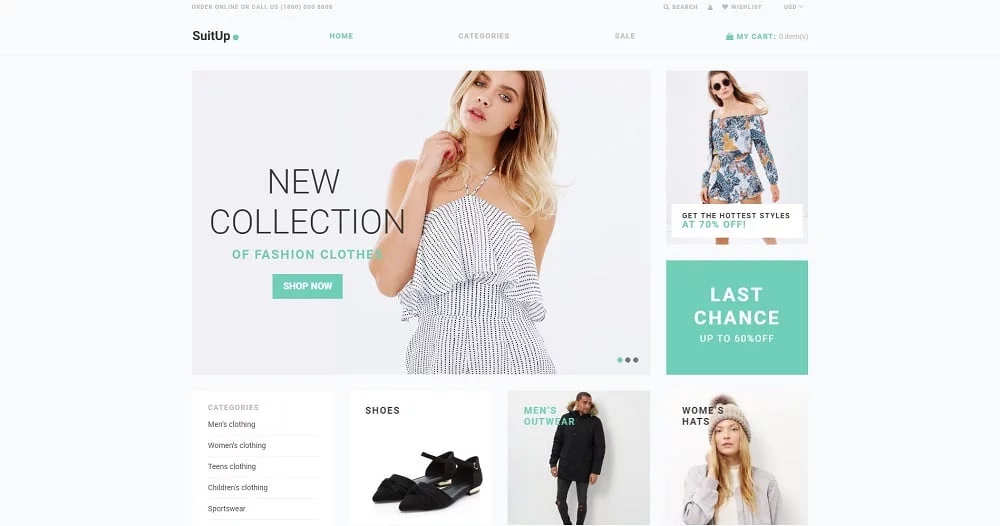 ORDER ONLINE OR CALL US (1800) 000 8808
SEARCH
WISHLIST
USD
SuitUp
HOME
CATEGORIES
SALE
MY CART: 0 item(s)
NEW
COLLECTION
OF FASHION CLOTHES
SHOP NOW
GET THE HOTTEST STYLES
AT 70% OFF!
LAST
CHANCE
UP TO 60%OFF
CATEGORIES
Men's clothing
Women's clothing
Teens clothing
Children's clothing
Sportswear
SHOES
MEN'S
OUTWEAR
WOME'S
HATS